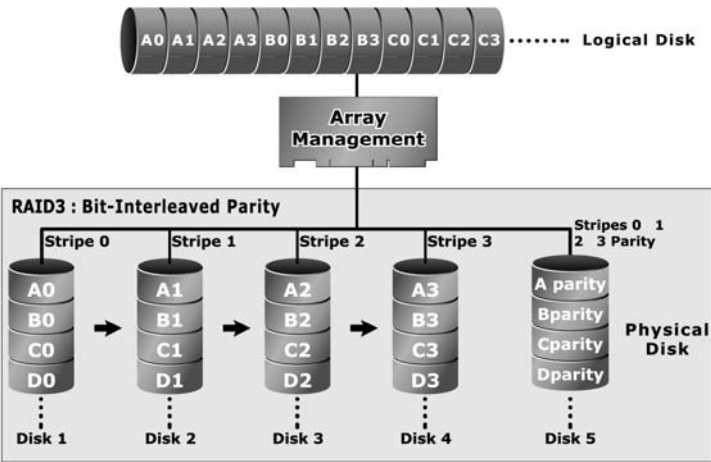 A0 A1 A2 A3 B0 B1 B2 B3 C0 C1 C2 C3 Logical Disk
Array
Management
RAID3 : Bit-Interleaved Parity
Stripe 0 Stripe 1 Stripe 2 Stripe 3
Stripes 0 1
2 3 Parity
A0 A1 A2 A3 A parity
B0 B1 B2 B3 Bparity
C0 C1 C2 C3 Cparity
D0 D1 D2 D3 Dparity
Physical
Disk
Disk 1 Disk 2 Disk 3 Disk 4 Disk 5